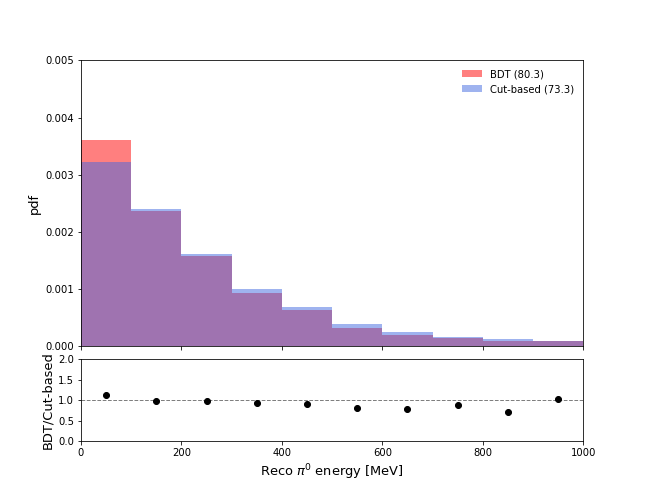 0.005
0.004
0.003
0.002
0.001
0.000
pdf
BDT (80.3)
Cut-based (73.3)
2.0
1.5
1.0
0.5
0.0
BDT/Cut-based
0 200 400 600 800 1000
Reco π⁰ energy [MeV]